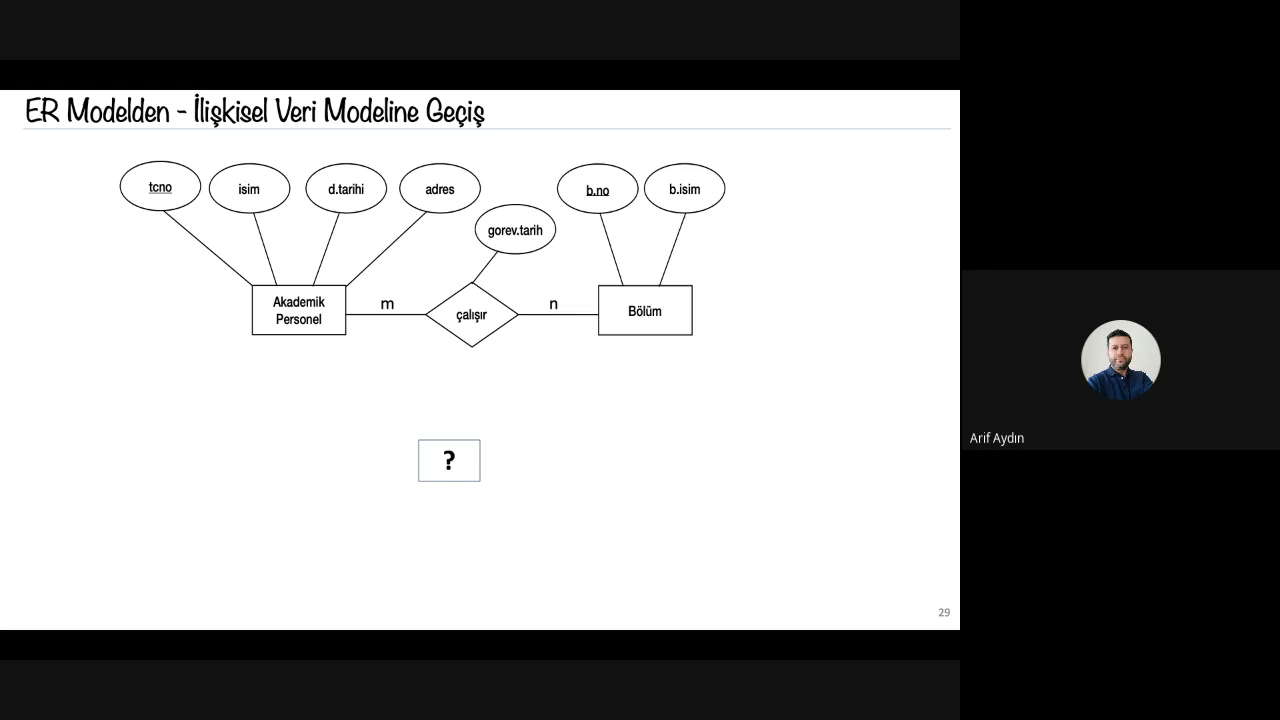 ER Modelden - İlişkisel Veri Modeline Geçiş
tcno
isim
d.tarihi
adres
b.no
b.isim
gorev.tarih
Akademik
Personel
m
çalışır
n
Bölüm
?
Arif Aydın
29